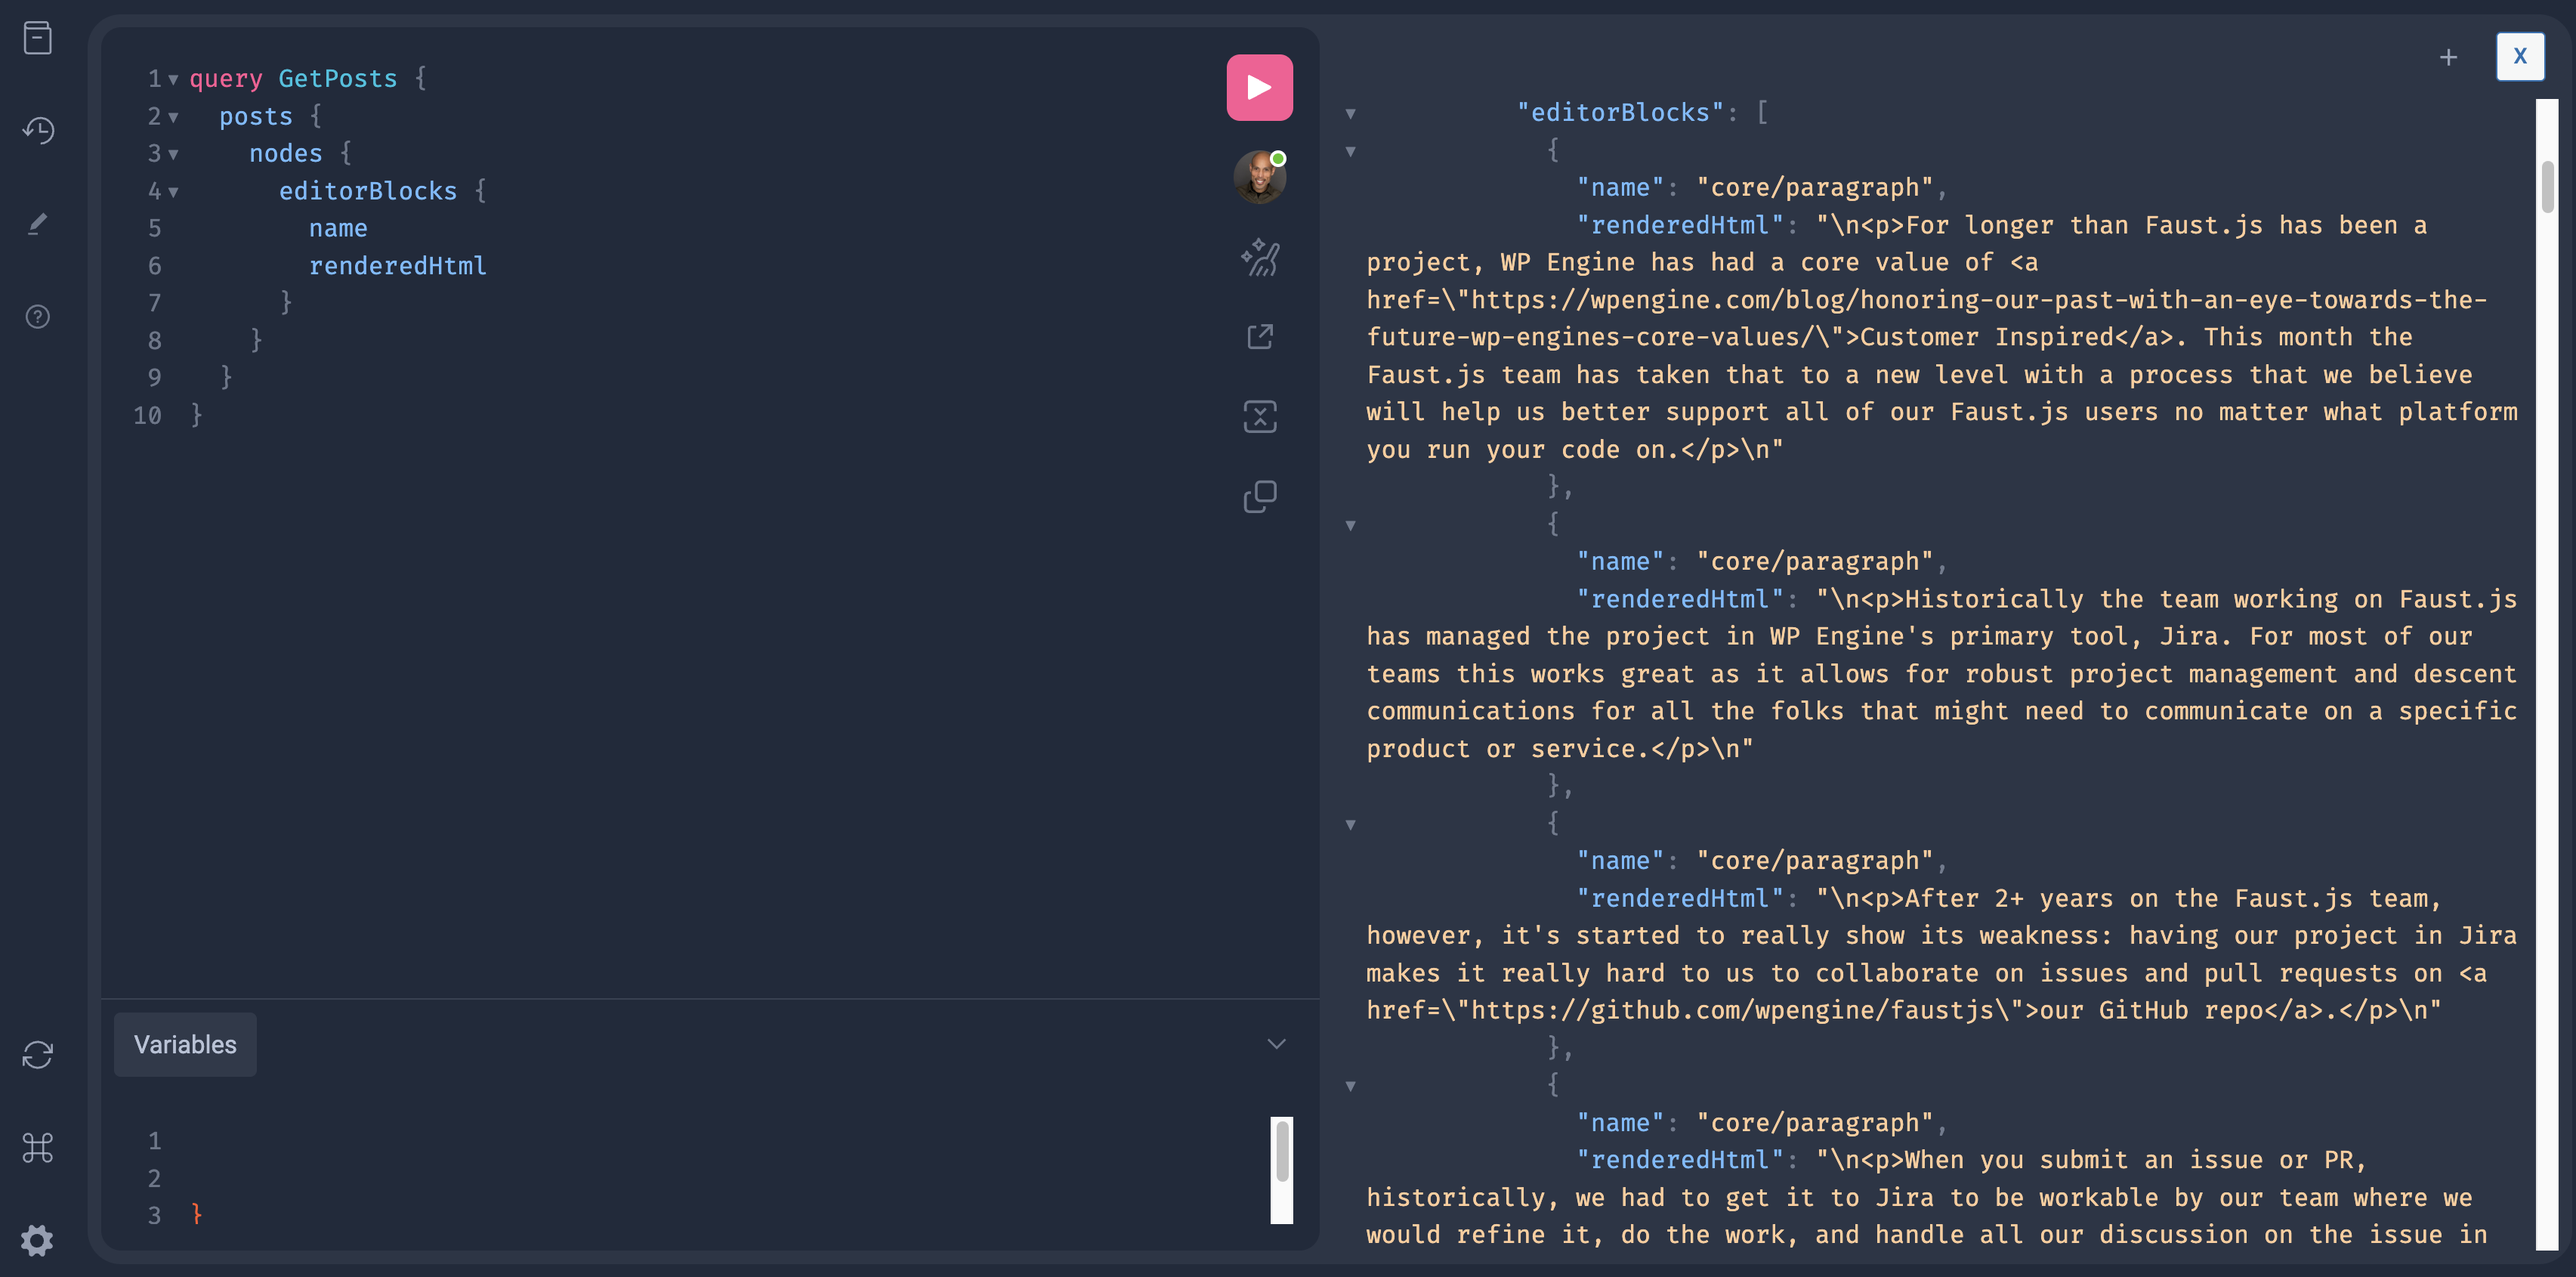 1 query GetPosts {
2   posts {
3     nodes {
4       editorBlocks {
5         name
6         renderedHtml
7       }
8     }
9   }
10 }
Variables
1
2
3 }
+
X
"editorBlocks": [
{
"name": "core/paragraph",
"renderedHtml": "\n<p>For longer than Faust.js has been a
project, WP Engine has had a core value of <a
href=\"https://wpengine.com/blog/honoring-our-past-with-an-eye-towards-the-
future-wp-engines-core-values/\">Customer Inspired</a>. This month the
Faust.js team has taken that to a new level with a process that we believe
will help us better support all of our Faust.js users no matter what platform
you run your code on.</p>\n"
},
{
"name": "core/paragraph",
"renderedHtml": "\n<p>Historically the team working on Faust.js
has managed the project in WP Engine's primary tool, Jira. For most of our
teams this works great as it allows for robust project management and descent
communications for all the folks that might need to communicate on a specific
product or service.</p>\n"
},
{
"name": "core/paragraph",
"renderedHtml": "\n<p>After 2+ years on the Faust.js team,
however, it's started to really show its weakness: having our project in Jira
makes it really hard to us to collaborate on issues and pull requests on <a
href=\"https://github.com/wpengine/faustjs\">our GitHub repo</a>.</p>\n"
},
{
"name": "core/paragraph",
"renderedHtml": "\n<p>When you submit an issue or PR,
historically, we had to get it to Jira to be workable by our team where we
would refine it, do the work, and handle all our discussion on the issue in